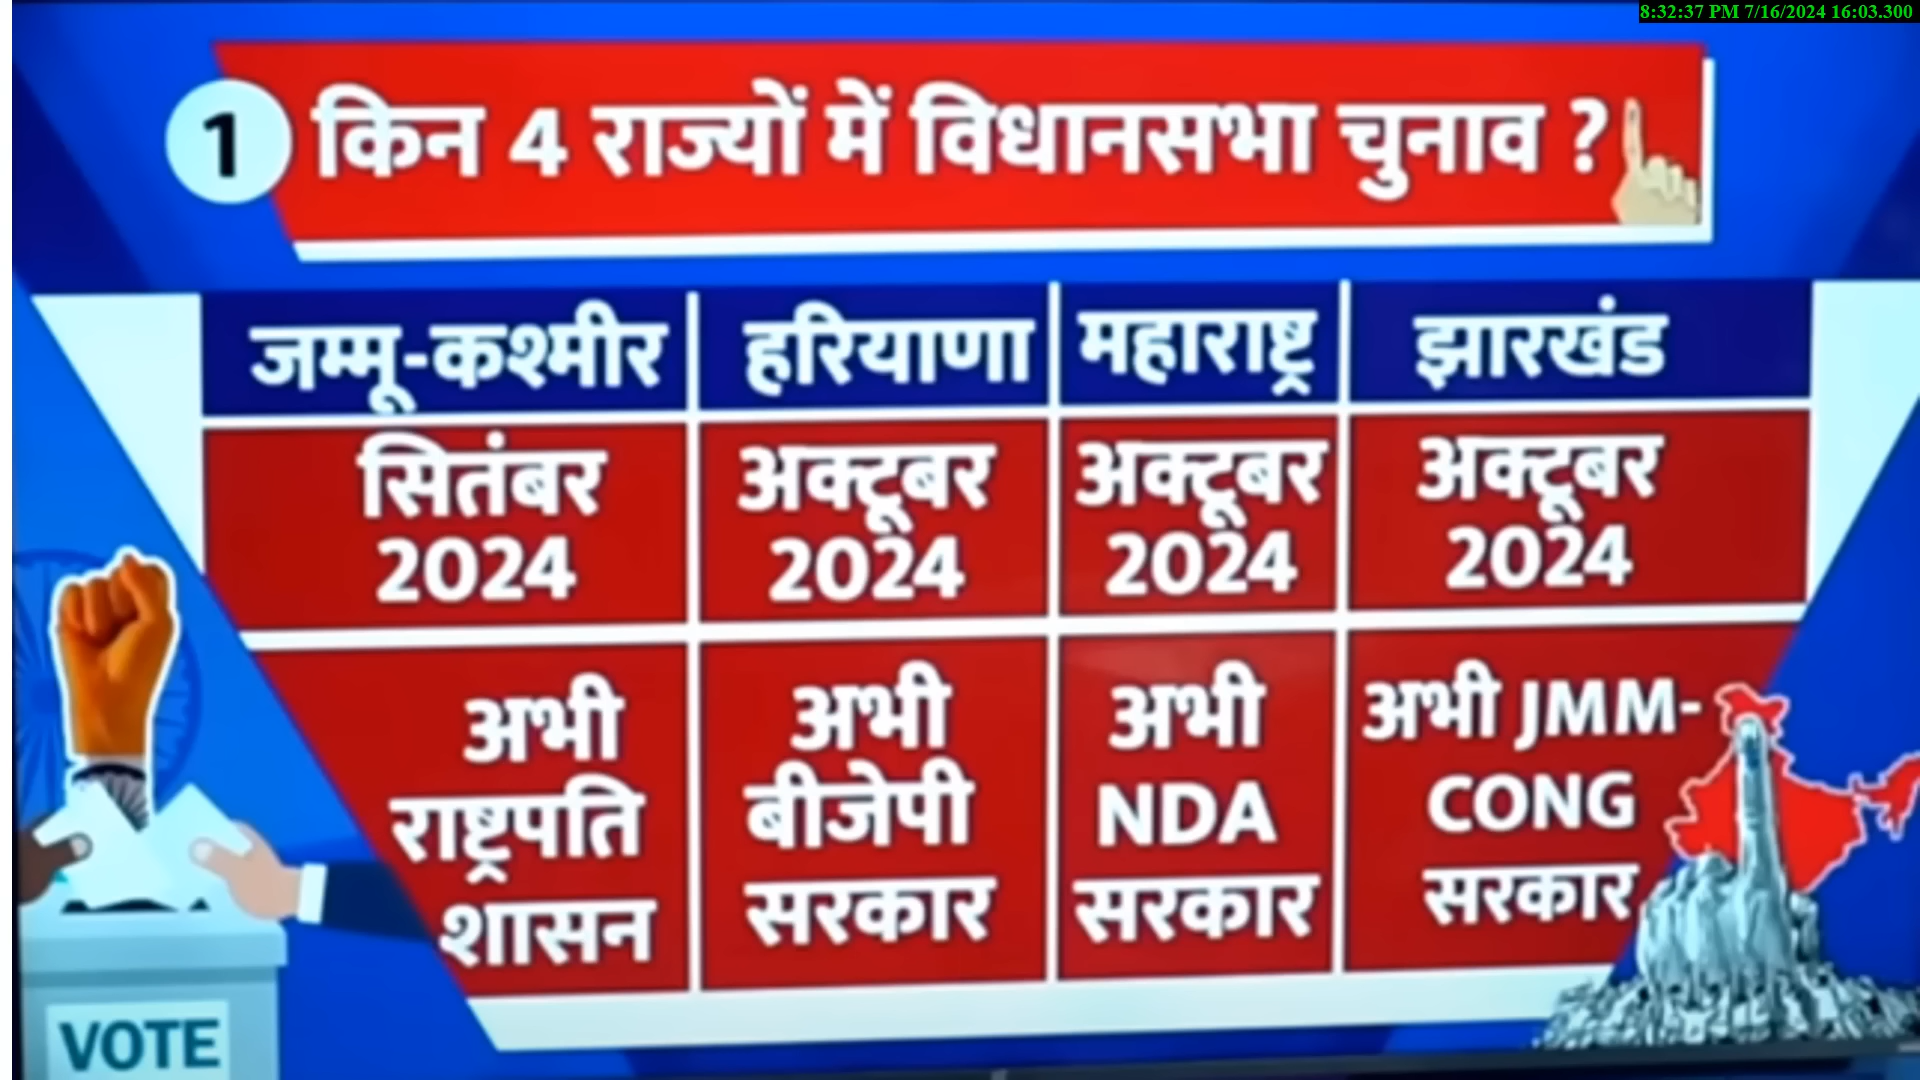 8:32:37 PM 7/16/2024 16:03.300
1 किन 4 राज्यों में विधानसभा चुनाव ?
जम्मू-कश्मीर हरियाणा महाराष्ट्र झारखंड
सितंबर अक्टूबर अक्टूबर अक्टूबर
2024 2024 2024 2024
अभी अभी अभी अभी JMM-
राष्ट्रपति बीजेपी NDA CONG
शासन सरकार सरकार सरकार
VOTE